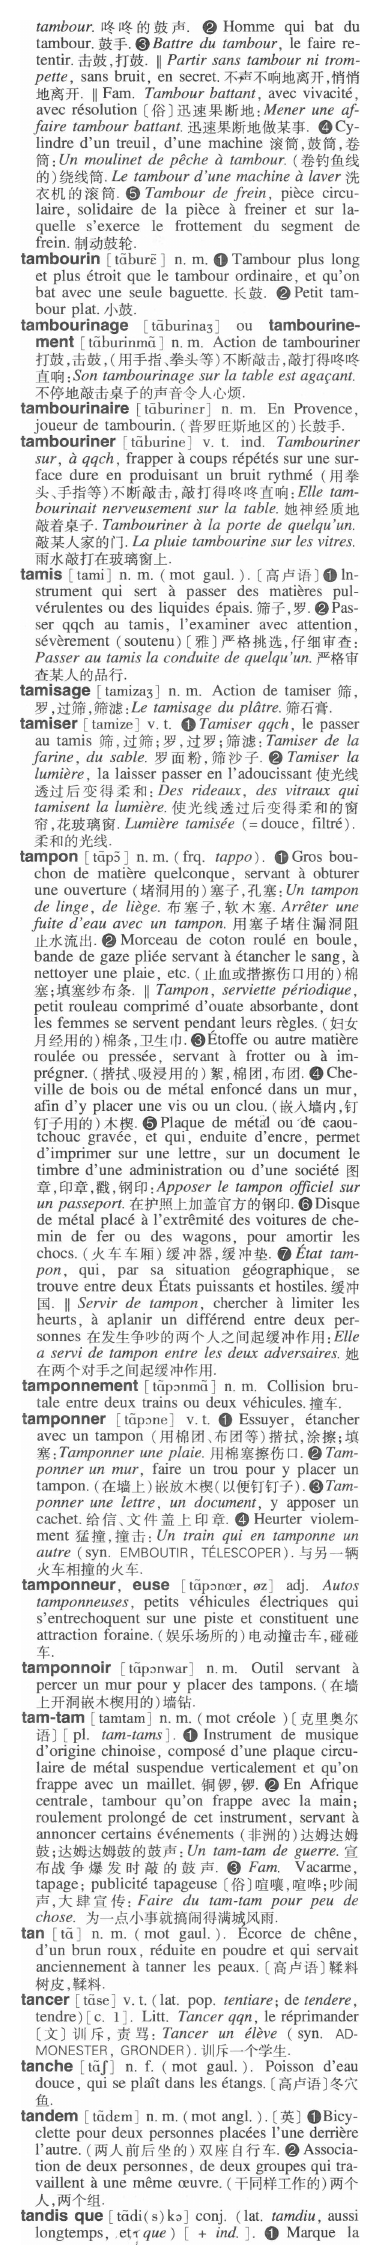 tambour. 咚咚的鼓声. ❷ Homme qui bat du
tambour. 鼓手. ❸ Battre du tambour, le faire re-
tentir. 击鼓,打鼓. ‖ Partir sans tambour ni trom-
pette, sans bruit, en secret. 不声不响地离开,悄悄
地离开. ‖ Fam. Tambour battant, avec vivacité,
avec résolution〔俗〕迅速果断地: Mener une af-
faire tambour battant. 迅速果断地做某事. ❹ Cy-
lindre d'un treuil, d'une machine 滚筒,鼓筒,卷
筒: Un moulinet de pêche à tambour. (卷钓鱼线
的)绕线筒. Le tambour d'une machine à laver 洗
衣机的滚筒. ❺ Tambour de frein, pièce circu-
laire, solidaire de la pièce à freiner et sur la-
quelle s'exerce le frottement du segment de
frein. 制动鼓轮.
tambourin [tɑ̃burɛ̃] n. m. ❶ Tambour plus long
et plus étroit que le tambour ordinaire, et qu'on
bat avec une seule baguette. 长鼓. ❷ Petit tam-
bour plat. 小鼓.
tambourinage [tɑ̃burinaʒ] ou tambourine-
ment [tɑ̃burinmɑ̃] n. m. Action de tambouriner
打鼓,击鼓,(用手指、拳头等)不断敲击,敲打得咚咚
直响: Son tambourinage sur la table est agaçant.
不停地敲击桌子的声音令人心烦.
tambourinaire [tɑ̃burinɛr] n. m. En Provence,
joueur de tambourin. (普罗旺斯地区的)长鼓手.
tambouriner [tɑ̃burine] v. t. ind. Tambouriner
sur, à qqch, frapper à coups répétés sur une sur-
face dure en produisant un bruit rythmé (用拳
头、手指等)不断敲击,敲打得咚咚直响: Elle tam-
bourinait nerveusement sur la table. 她神经质地
敲着桌子. Tambouriner à la porte de quelqu'un.
敲某人家的门. La pluie tambourine sur les vitres.
雨水敲打在玻璃窗上.
tamis [tami] n. m. (mot gaul.).〔高卢语〕❶ In-
strument qui sert à passer des matières pul-
vérulentes ou des liquides épais. 筛子,罗. ❷ Pas-
ser qqch au tamis, l'examiner avec attention,
sévèrement (soutenu)〔雅〕严格挑选,仔细审查:
Passer au tamis la conduite de quelqu'un. 严格审
查某人的品行.
tamisage [tamizaʒ] n. m. Action de tamiser 筛,
罗,过筛,筛滤: Le tamisage du plâtre. 筛石膏.
tamiser [tamize] v. t. ❶ Tamiser qqch, le passer
au tamis 筛,过筛;罗,过罗;筛滤: Tamiser de la
farine, du sable. 罗面粉,筛沙子. ❷ Tamiser la
lumière, la laisser passer en l'adoucissant 使光线
透过后变得柔和: Des rideaux, des vitraux qui
tamisent la lumière. 使光线透过后变得柔和的窗
帘,花玻璃窗. Lumière tamisée (= douce, filtré).
柔和的光线.
tampon [tɑ̃pɔ̃] n. m. (frq. tappo). ❶ Gros bou-
chon de matière quelconque, servant à obturer
une ouverture (堵洞用的)塞子,孔塞: Un tampon
de linge, de liège. 布塞子,软木塞. Arrêter une
fuite d'eau avec un tampon. 用塞子堵住漏洞阻
止水流出. ❷ Morceau de coton roulé en boule,
bande de gaze pliée servant à étancher le sang, à
nettoyer une plaie, etc. (止血或揩擦伤口用的)棉
塞;填塞纱布条. ‖ Tampon, serviette périodique,
petit rouleau comprimé d'ouate absorbante, dont
les femmes se servent pendant leurs règles. (妇女
月经用的)棉条,卫生巾. ❸ Étoffe ou autre matière
roulée ou pressée, servant à frotter ou à im-
prégner. (揩拭、吸浸用的)絮,棉团,布团. ❹ Che-
ville de bois ou de métal enfoncé dans un mur,
afin d'y placer une vis ou un clou. (嵌入墙内,钉
钉子用的)木楔. ❺ Plaque de métal ou de caou-
tchouc gravée, et qui, enduite d'encre, permet
d'imprimer sur une lettre, sur un document le
timbre d'une administration ou d'une société 图
章,印章,戳,钢印: Apposer le tampon officiel sur
un passeport. 在护照上加盖官方的钢印. ❻ Disque
de métal placé à l'extrêmité des voitures de che-
min de fer ou des wagons, pour amortir les
chocs. (火车车厢)缓冲器,缓冲垫. ❼ État tam-
pon, qui, par sa situation géographique, se
trouve entre deux États puissants et hostiles. 缓冲
国. ‖ Servir de tampon, chercher à limiter les
heurts, à aplanir un différend entre deux per-
sonnes 在发生争吵的两个人之间起缓冲作用: Elle
a servi de tampon entre les deux adversaires. 她
在两个对手之间起缓冲作用.
tamponnement [tɑ̃pɔnmɑ̃] n. m. Collision bru-
tale entre deux trains ou deux véhicules. 撞车.
tamponner [tɑ̃pɔne] v. t. ❶ Essuyer, étancher
avec un tampon (用棉团、布团等)揩拭,涂擦;填
塞: Tamponner une plaie. 用棉塞擦伤口. ❷ Tam-
ponner un mur, faire un trou pour y placer un
tampon. (在墙上)嵌放木楔(以便钉钉子). ❸ Tam-
ponner une lettre, un document, y apposer un
cachet. 给信、文件盖上印章. ❹ Heurter violem-
ment 猛撞,撞击: Un train qui en tamponne un
autre (syn. EMBOUTIR, TÉLESCOPER). 与另一辆
火车相撞的火车.
tamponneur, euse [tɑ̃pɔnœr, øz] adj. Autos
tamponneuses, petits véhicules électriques qui
s'entrechoquent sur une piste et constituent une
attraction foraine. (娱乐场所的)电动撞击车,碰碰
车.
tamponnoir [tɑ̃pɔnwar] n. m. Outil servant à
percer un mur pour y placer des tampons. (在墙
上开洞嵌木楔用的)墙钻.
tam-tam [tamtam] n. m. (mot créole)〔克里奥尔
语〕[pl. tam-tams]. ❶ Instrument de musique
d'origine chinoise, composé d'une plaque circu-
laire de métal suspendue verticalement et qu'on
frappe avec un maillet. 铜锣,锣. ❷ En Afrique
centrale, tambour qu'on frappe avec la main;
roulement prolongé de cet instrument, servant à
annoncer certains événements (非洲的)达姆达姆
鼓;达姆达姆鼓的鼓声: Un tam-tam de guerre. 宣
布战争爆发时敲的鼓声. ❸ Fam. Vacarme,
tapage; publicité tapageuse〔俗〕喧嚷,喧哗;吵闹
声,大肆宣传: Faire du tam-tam pour peu de
chose. 为一点小事就搞闹得满城风雨.
tan [tɑ̃] n. m. (mot gaul.). Écorce de chêne,
d'un brun roux, réduite en poudre et qui servait
anciennement à tanner les peaux.〔高卢语〕鞣料
树皮,鞣料.
tancer [tɑ̃se] v. t. (lat. pop. tentiare; de tendere,
tendre) [c. 1]. Litt. Tancer qqn, le réprimander
〔文〕训斥,责骂: Tancer un élève (syn. AD-
MONESTER, GRONDER). 训斥一个学生.
tanche [tɑ̃ʃ] n. f. (mot gaul.). Poisson d'eau
douce, qui se plaît dans les étangs.〔高卢语〕冬穴
鱼.
tandem [tɑ̃dɛm] n. m. (mot angl.).〔英〕❶ Bicy-
clette pour deux personnes placées l'une derrière
l'autre. (两人前后坐的)双座自行车. ❷ Associa-
tion de deux personnes, de deux groupes qui tra-
vaillent à une même œuvre. (干同样工作的)两个
人,两个组.
tandis que [tɑ̃di(s)kə] conj. (lat. tamdiu, aussi
longtemps, et que) [+ ind.]. ❶ Marque la